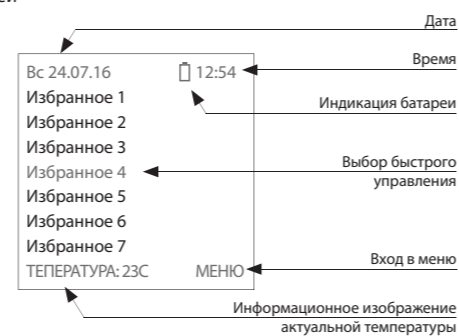 Дата
Время
Вс 24.07.16 12:54
Индикация батареи
Избранное 1
Избранное 2
Избранное 3
Избранное 4
Выбор быстрого
управления
Избранное 5
Избранное 6
Избранное 7
ТЕПЕРАТУРА: 23С МЕНЮ
Вход в меню
Информационное изображение
актуальной температуры